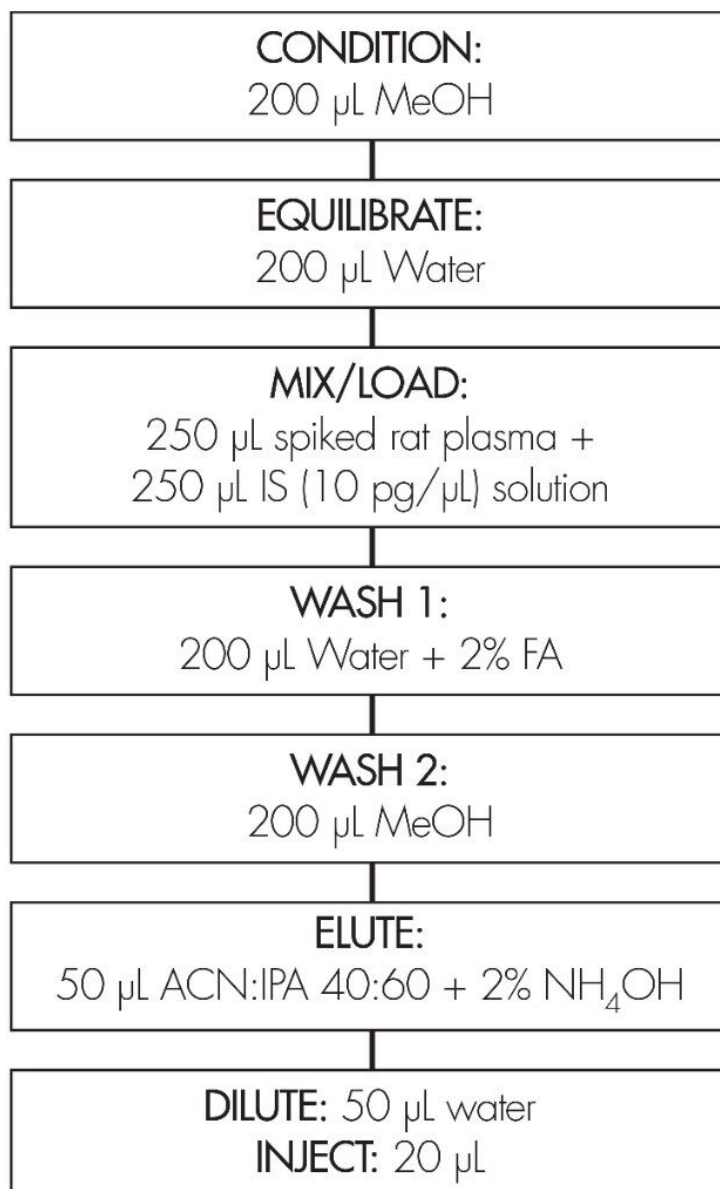 CONDITION:
200 µL MeOH
EQUILIBRATE:
200 µL Water
MIX/LOAD:
250 µL spiked rat plasma +
250 µL IS (10 pg/µL) solution
WASH 1:
200 µL Water + 2% FA
WASH 2:
200 µL MeOH
ELUTE:
50 µL ACN:IPA 40:60 + 2% NH₄OH
DILUTE: 50 µL water
INJECT: 20 µL